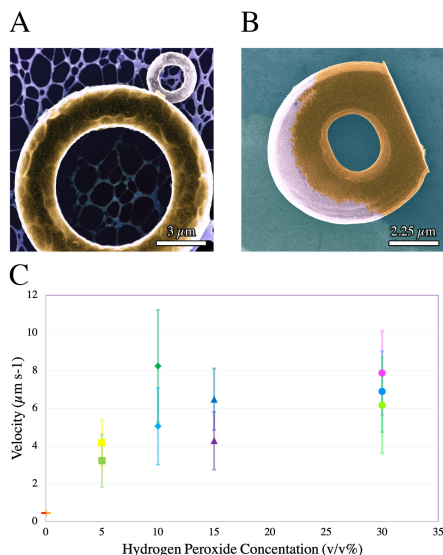 A
B
3 µm
2.25 µm
C
12
10
8
6
4
2
0
Velocity (µm s-1)
0 5 10 15 20 25 30 35
Hydrogen Peroxide Concentation (v/v%)